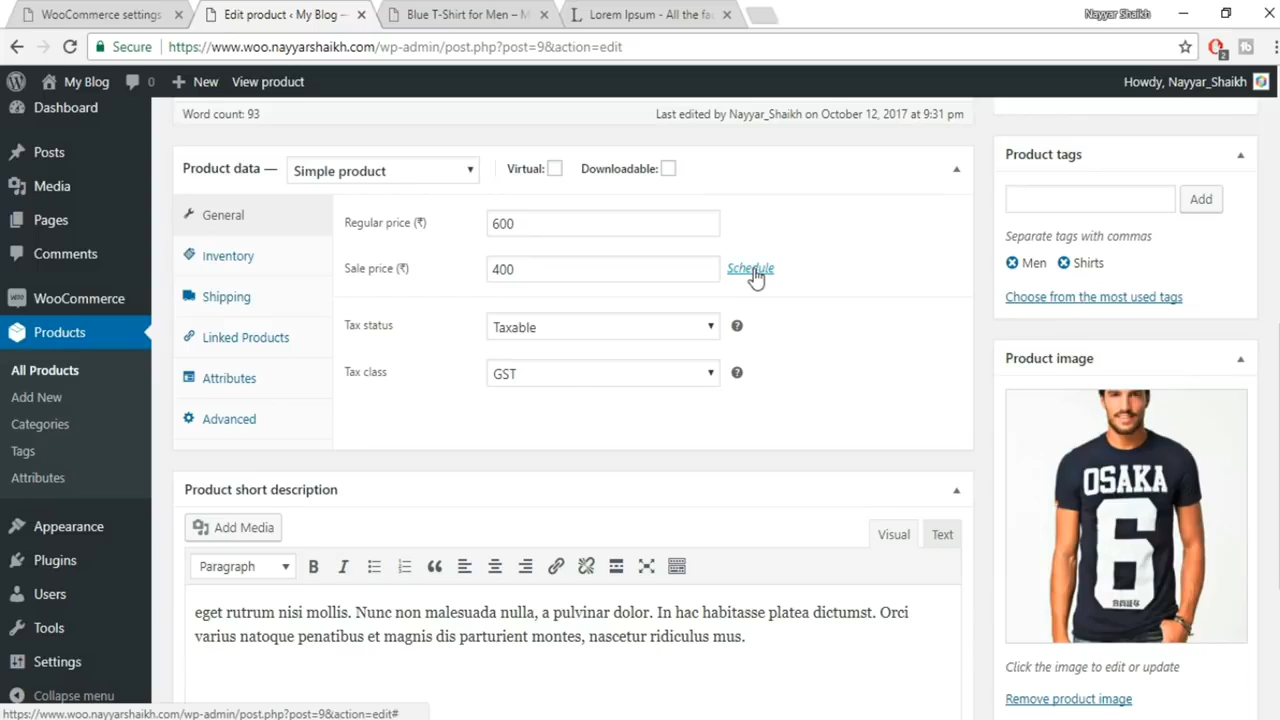 WooCommerce settings
Edit product ‹ My Blog —
Blue T-Shirt for Men – M
Lorem Ipsum - All the fa
Nayyar Shaikh
Secure
https://www.woo.nayyarshaikh.com/wp-admin/post.php?post=9&action=edit
2
My Blog
0
New
View product
Howdy, Nayyar_Shaikh
Dashboard
Posts
Media
Pages
Comments
WooCommerce
Products
All Products
Add New
Categories
Tags
Attributes
Appearance
Plugins
Users
Tools
Settings
Collapse menu
Word count: 93
Last edited by Nayyar_Shaikh on October 12, 2017 at 9:31 pm
Product data —
Simple product
Virtual:
Downloadable:
General
Inventory
Shipping
Linked Products
Attributes
Advanced
Regular price (₹)
600
Sale price (₹)
400
Schedule
Tax status
Taxable
Tax class
GST
Product short description
Add Media
Visual
Text
Paragraph
eget rutrum nisi mollis. Nunc non malesuada nulla, a pulvinar dolor. In hac habitasse platea dictumst. Orci
varius natoque penatibus et magnis dis parturient montes, nascetur ridiculus mus.
Product tags
Add
Separate tags with commas
Men
Shirts
Choose from the most used tags
Product image
OSAKA
6
Click the image to edit or update
Remove product image
https://www.woo.nayyarshaikh.com/wp-admin/post.php?post=9&action=edit#